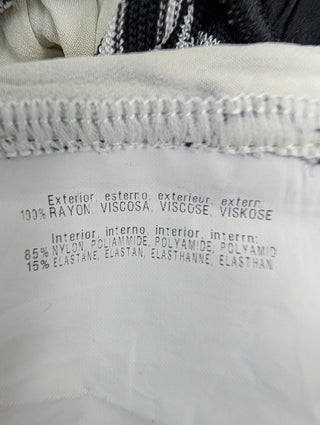 Exterior, esterno, exterieur, extern:
100% RAYON, VISCOSA, VISCOSE, VISKOSE
Interior, interno, interior, interrn:
85% NYLON, POLIAMMIDE, POLYAMIDE, POLYAMID
15% ELASTANE, ELASTAN, ELASTHANNE, ELASTHAN